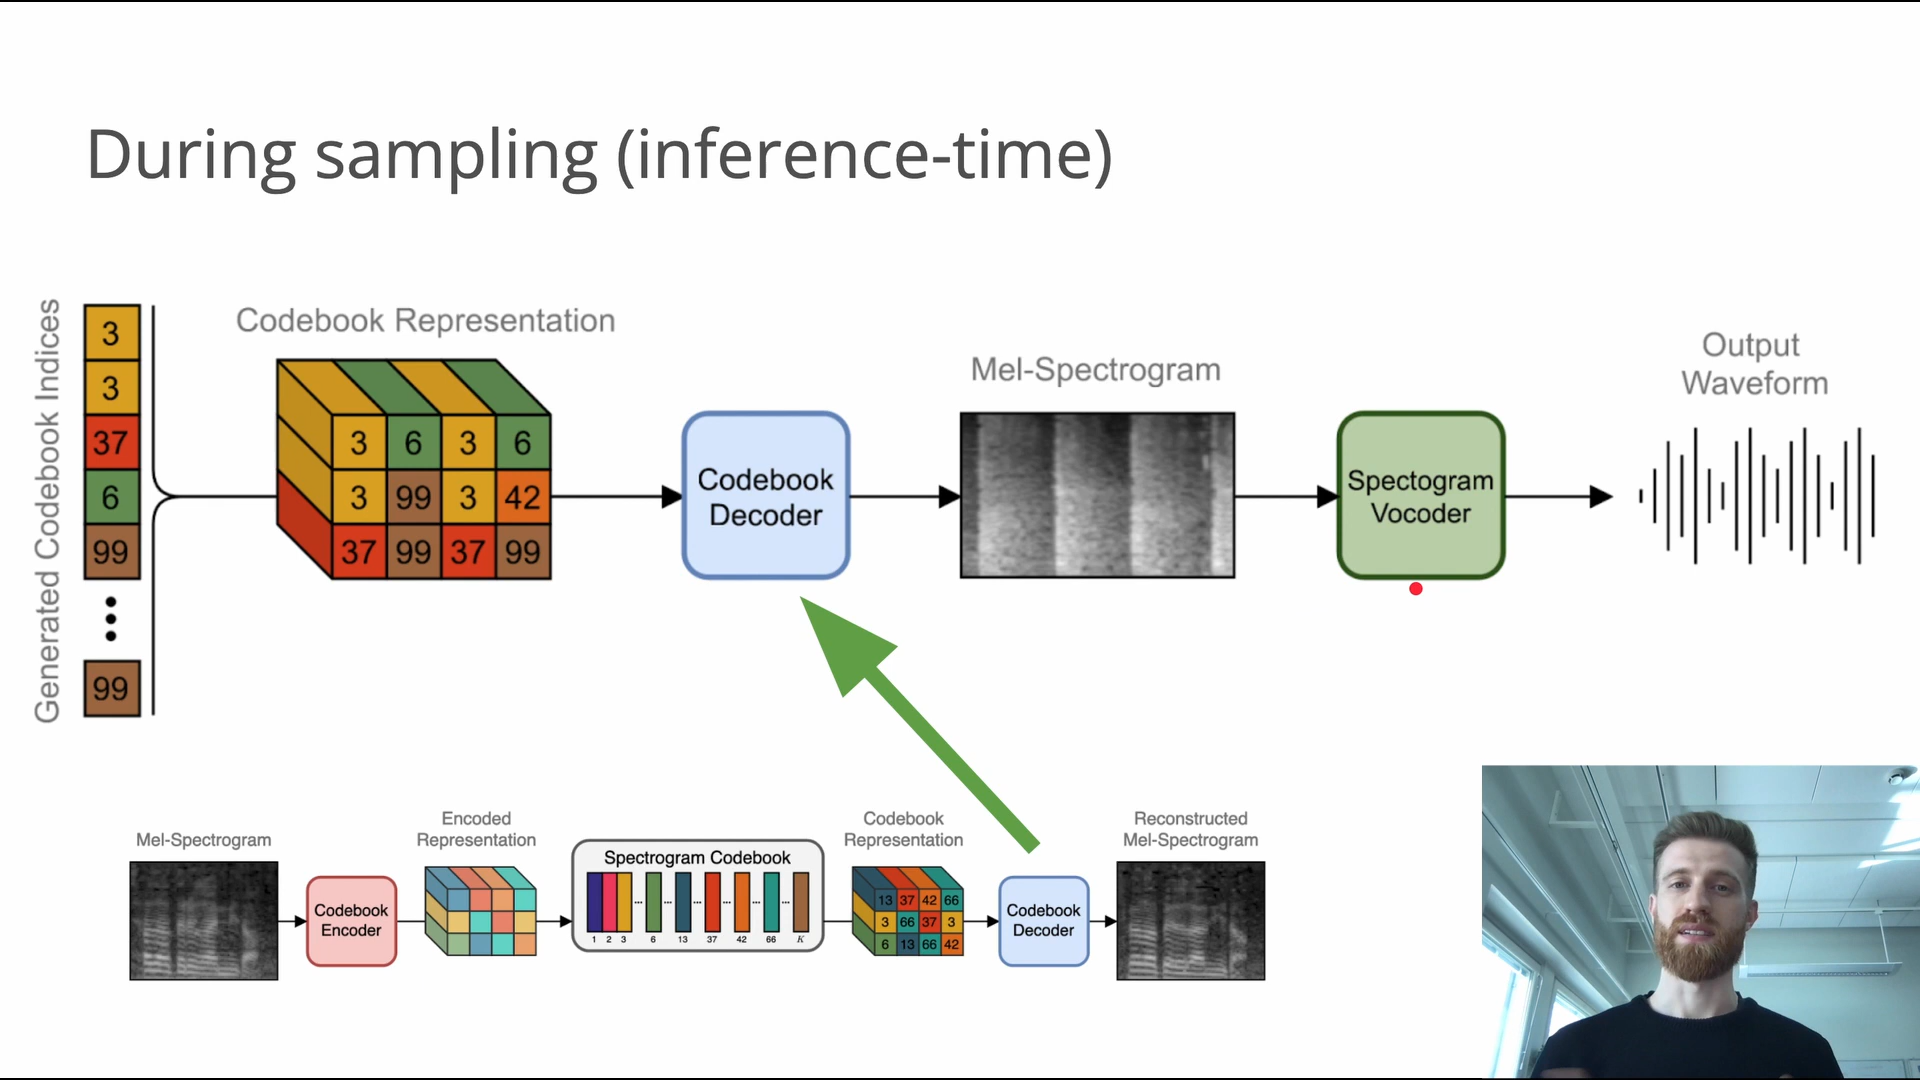 During sampling (inference-time)
Generated Codebook Indices
3
3
37
6
99
99
Codebook Representation
3 6 3 6
3 99 3 42
37 99 37 99
Codebook
Decoder
Mel-Spectrogram
Spectogram
Vocoder
Output
Waveform
Mel-Spectrogram
Codebook
Encoder
Encoded
Representation
Spectrogram Codebook
1 2 3 6 13 37 42 66 K
Codebook
Representation
13 37 42 66
3 66 37 3
6 13 66 42
Codebook
Decoder
Reconstructed
Mel-Spectrogram